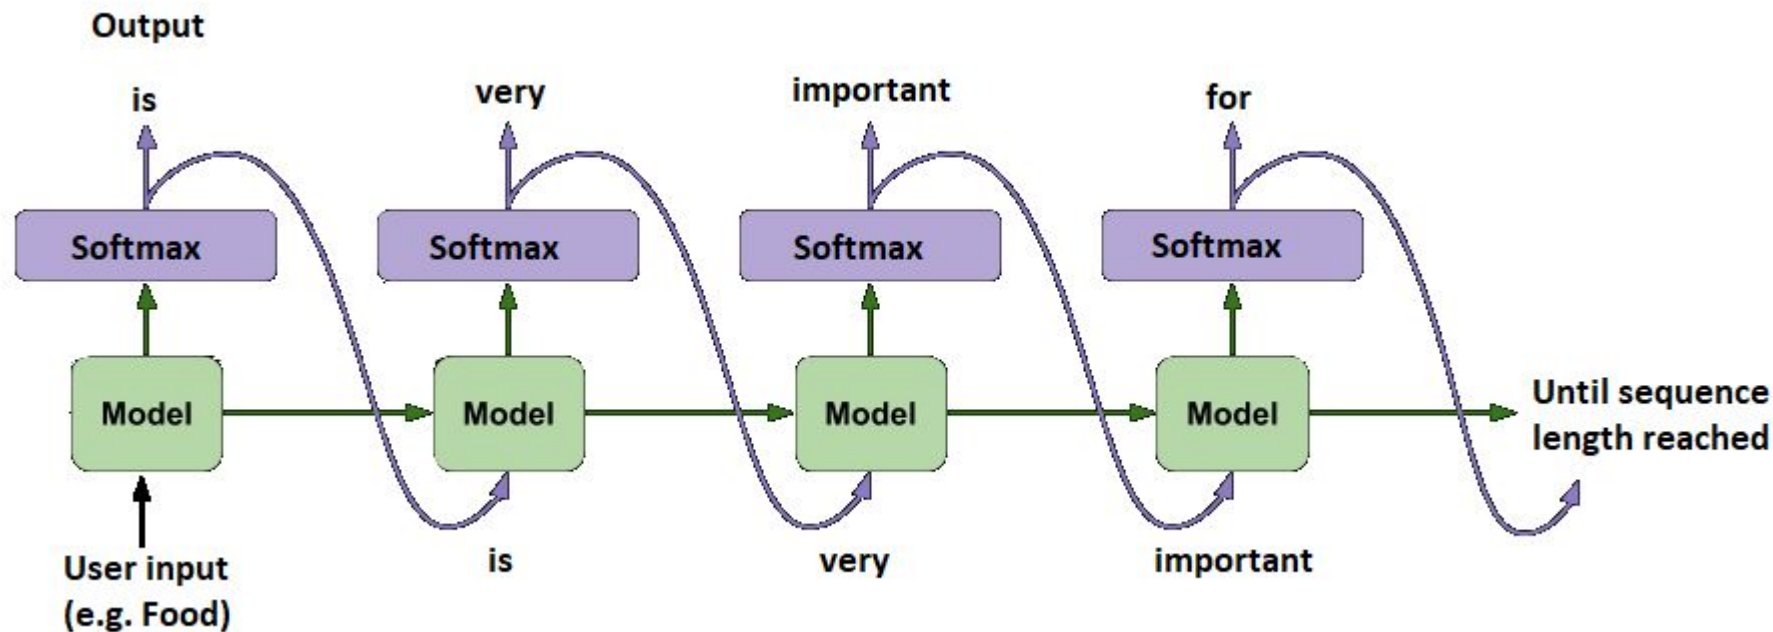 Output
is
very
important
for
Softmax
Softmax
Softmax
Softmax
Model
Model
Model
Model
Until sequence
length reached
User input
(e.g. Food)
is
very
important